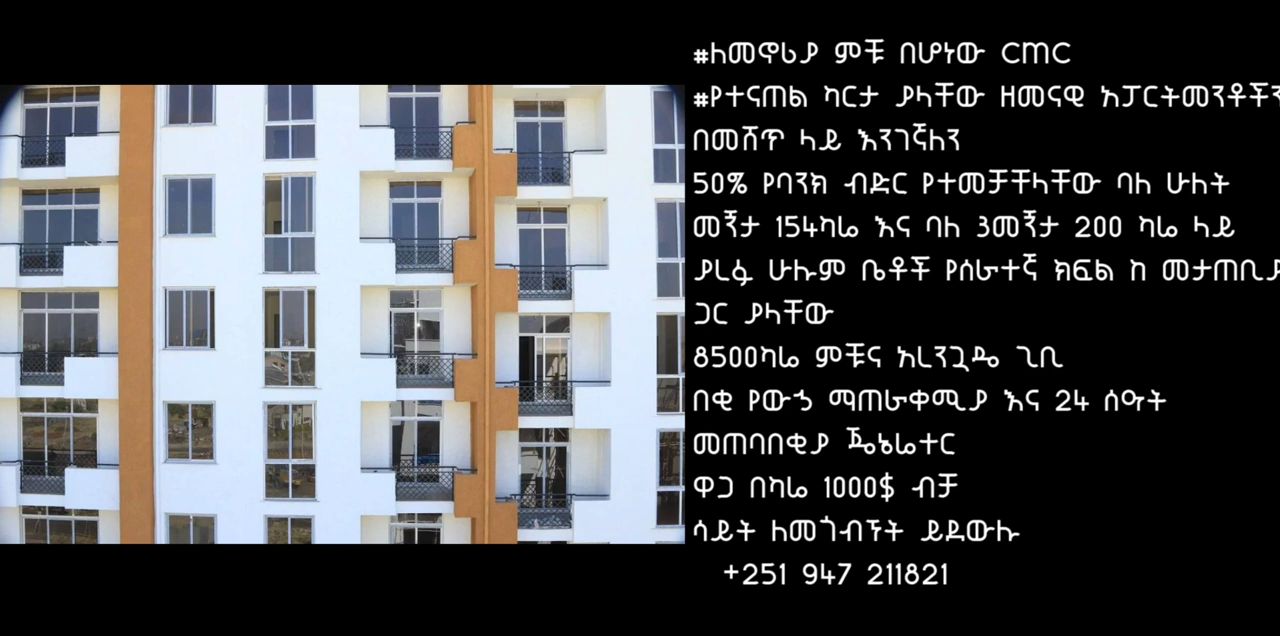 #ለመኖሪያ ምቹ በሆነው CMC
#የተናጠል ካርታ ያላቸው ዘመናዊ አፓርትመንቶችን
በመሸጥ ላይ እንገኛለን
50% የባንክ ብድር የተመቻቸላቸው ባለ ሁለት
መኝታ 154ካሬ እና ባለ 3መኝታ 200 ካሬ ላይ
ያረፉ ሁሉም ቤቶች የሰራተኛ ክፍል ከ መታጠቢያ
ጋር ያላቸው
8500ካሬ ምቹና አረንጓዴ ጊቢ
በቂ የውኃ ማጠራቀሚያ እና 24 ሰዓት
መጠባበቂያ ጄኔሬተር
ዋጋ በካሬ 1000$ ብቻ
ሳይት ለመጎብኘት ይደውሉ
+251 947 211821